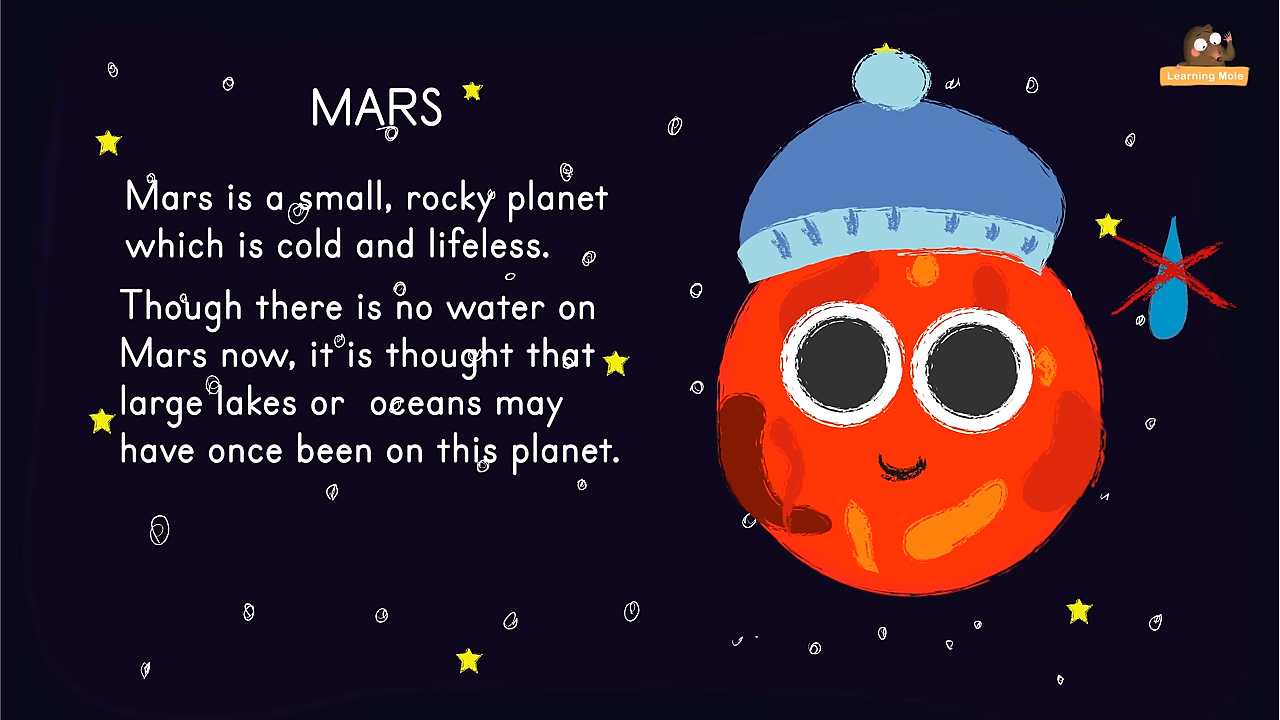 MARS
Learning Mole
Mars is a small, rocky planet
which is cold and lifeless.
Though there is no water on
Mars now, it is thought that
large lakes or oceans may
have once been on this planet.